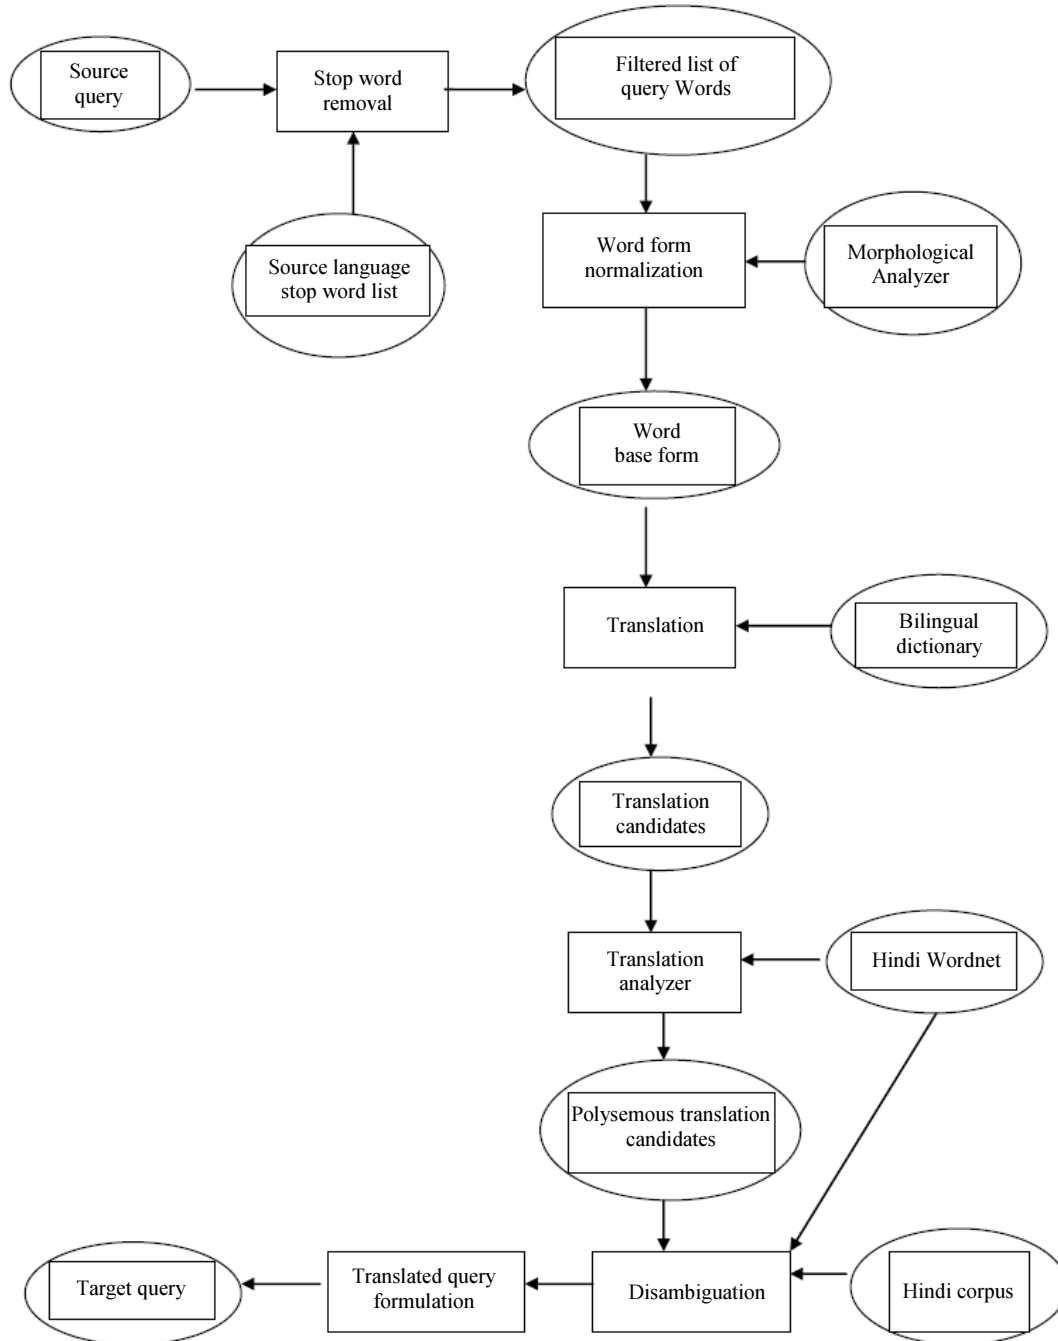 Source
query
Stop word
removal
Filtered list of
query Words
Source language
stop word list
Word form
normalization
Morphological
Analyzer
Word
base form
Translation
Bilingual
dictionary
Translation
candidates
Translation
analyzer
Hindi Wordnet
Polysemous translation
candidates
Target query
Translated query
formulation
Disambiguation
Hindi corpus